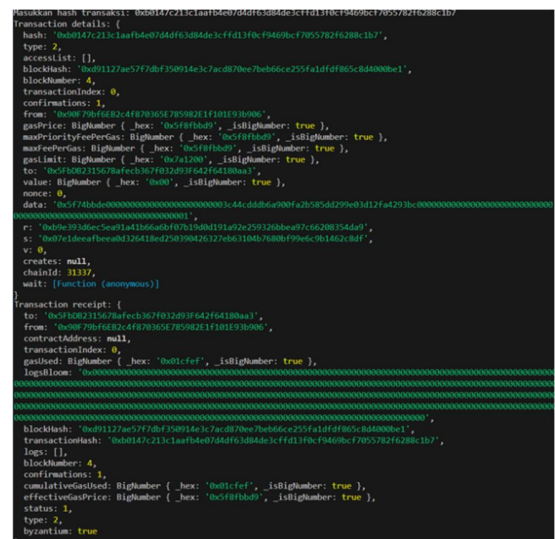 Masukkan hash transaksi: 0xb0147c213c1aafb4e07d4df63d84de3cffd13f0cf9469bcf7055782f6288c1b7
Transaction details: {
hash: '0xb0147c213c1aafb4e07d4df63d84de3cffd13f0cf9469bcf7055782f6288c1b7',
type: 2,
accessList: [],
blockHash: '0xd91127ae57f7dbf350914e3c7acd870ee7beb66ce255fa1dfdf865c8d4000be1',
blockNumber: 4,
transactionIndex: 0,
confirmations: 1,
from: '0x90F79bf6EB2c4f870365E785982E1f101E93b906',
gasPrice: BigNumber { _hex: '0x5f8fbbd9', _isBigNumber: true },
maxPriorityFeePerGas: BigNumber { _hex: '0x5f8fbbd9', _isBigNumber: true },
maxFeePerGas: BigNumber { _hex: '0x5f8fbbd9', _isBigNumber: true },
gasLimit: BigNumber { _hex: '0x7a1200', _isBigNumber: true },
to: '0x5FbDB2315678afecb367f032d93F642f64180aa3',
value: BigNumber { _hex: '0x00', _isBigNumber: true },
nonce: 0,
data:
r: '0xb9e393d6ec5ea91a41b66a6bf07b19d0d191a92e259326bbea97c66208354da9',
s: '0x07e1deeafbeea0d326418ed250390426327eb63104b7680bf99e6c9b1462c8df',
v: 0,
creates: null,
chainId: 31337,
wait: [Function (anonymous)]
}
Transaction receipt: {
to: '0x5FbDB2315678afecb367f032d93F642f64180aa3',
from: '0x90F79bf6EB2c4f870365E785982E1f101E93b906',
contractAddress: null,
transactionIndex: 0,
gasUsed: BigNumber { _hex: '0x01cfef', _isBigNumber: true },
logsBloom:
blockHash: '0xd91127ae57f7dbf350914e3c7acd870ee7beb66ce255fa1dfdf865c8d4000be1',
transactionHash: '0xb0147c213c1aafb4e07d4df63d84de3cffd13f0cf9469bcf7055782f6288c1b7',
logs: [],
blockNumber: 4,
confirmations: 1,
cumulativeGasUsed: BigNumber { _hex: '0x01cfef', _isBigNumber: true },
effectiveGasPrice: BigNumber { _hex: '0x5f8fbbd9', _isBigNumber: true },
status: 1,
type: 2,
byzantium: true